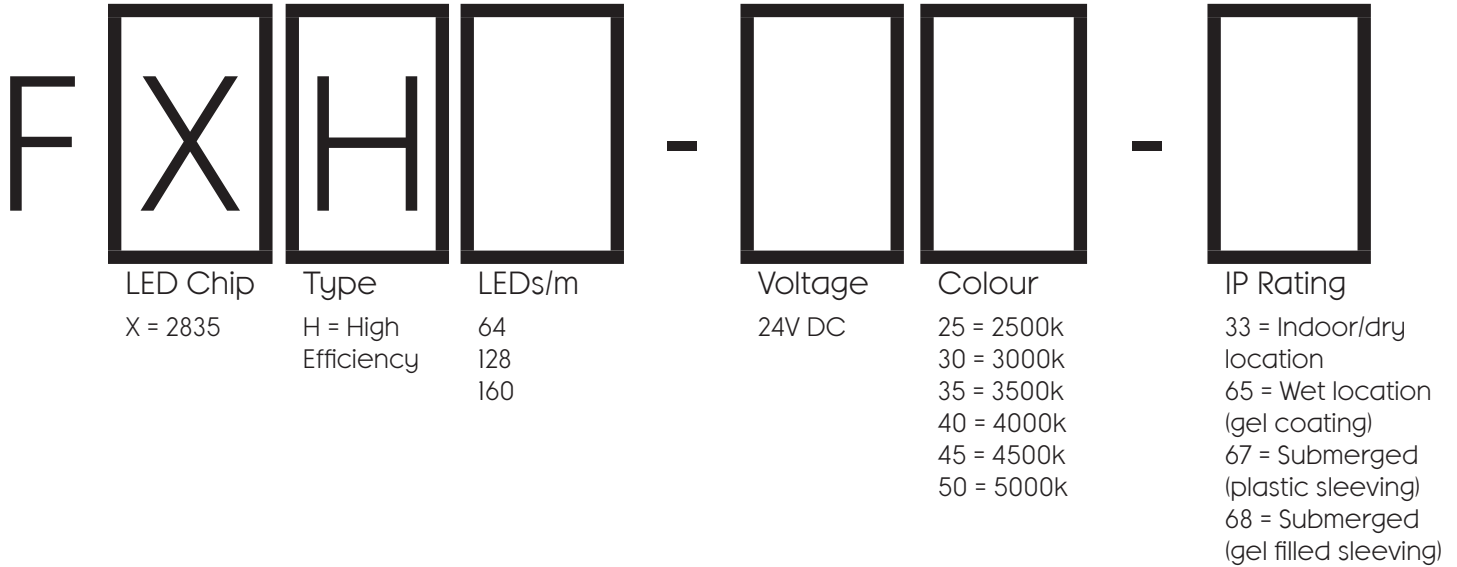 F X H - -
LED Chip
X = 2835
Type
H = High
Efficiency
LEDs/m
64
128
160
Voltage
24V DC
Colour
25 = 2500k
30 = 3000k
35 = 3500k
40 = 4000k
45 = 4500k
50 = 5000k
IP Rating
33 = Indoor/dry
location
65 = Wet location
(gel coating)
67 = Submerged
(plastic sleeving)
68 = Submerged
(gel filled sleeving)